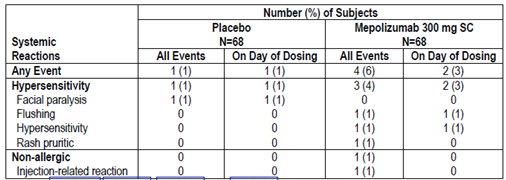 Number (%) of Subjects
Placebo Mepolizumab 300 mg SC
Systemic N=68 N=68
Reactions All Events On Day of Dosing All Events On Day of Dosing
Any Event 1 (1) 1 (1) 4 (6) 2 (3)
Hypersensitivity 1 (1) 1 (1) 3 (4) 2 (3)
Facial paralysis 1 (1) 1 (1) 0 0
Flushing 0 0 1 (1) 1 (1)
Hypersensitivity 0 0 1 (1) 1 (1)
Rash pruritic 0 0 1 (1) 0
Non-allergic 0 0 1 (1) 0
Injection-related reaction 0 0 1 (1) 0